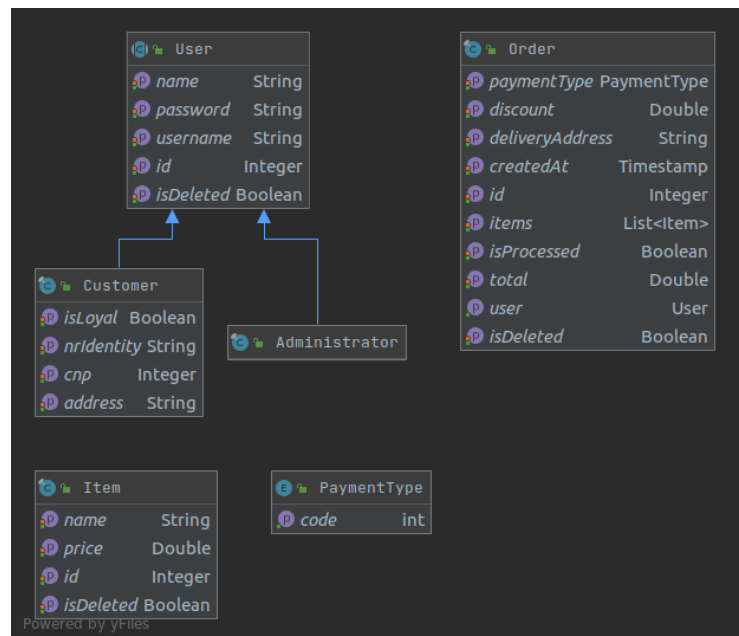 User
name String
password String
username String
id Integer
isDeleted Boolean
Order
paymentType PaymentType
discount Double
deliveryAddress String
createdAt Timestamp
id Integer
items List<Item>
isProcessed Boolean
total Double
user User
isDeleted Boolean
Customer
isLoyal Boolean
nrIdentity String
cnp Integer
address String
Administrator
Item
name String
price Double
id Integer
isDeleted Boolean
PaymentType
code int
Powered by yFiles